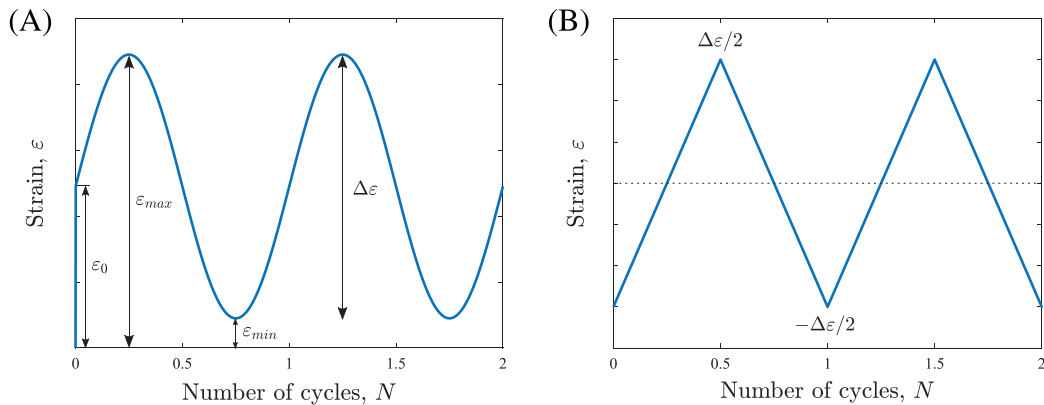 (A)
Strain, ε
ε₀
ε_max
ε_min
Δε
0 0.5 1 1.5 2
Number of cycles, N
(B)
Strain, ε
Δε/2
−Δε/2
0 0.5 1 1.5 2
Number of cycles, N